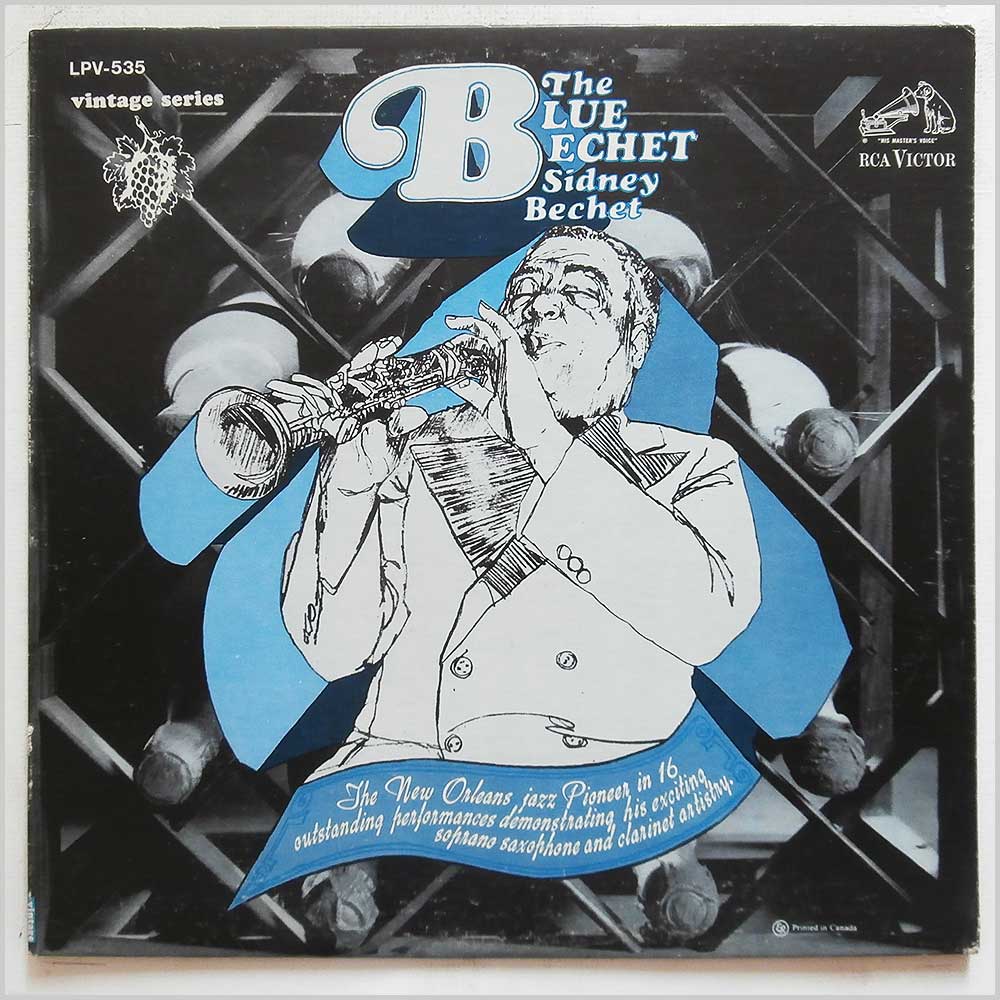 LPV-535
vintage series
The
BLUE
BECHET
Sidney
Bechet
"HIS MASTER'S VOICE"
RCA VICTOR
The New Orleans jazz Pioneer in 16
outstanding performances demonstrating his exciting
soprano saxophone and clarinet artistry.
Printed in Canada